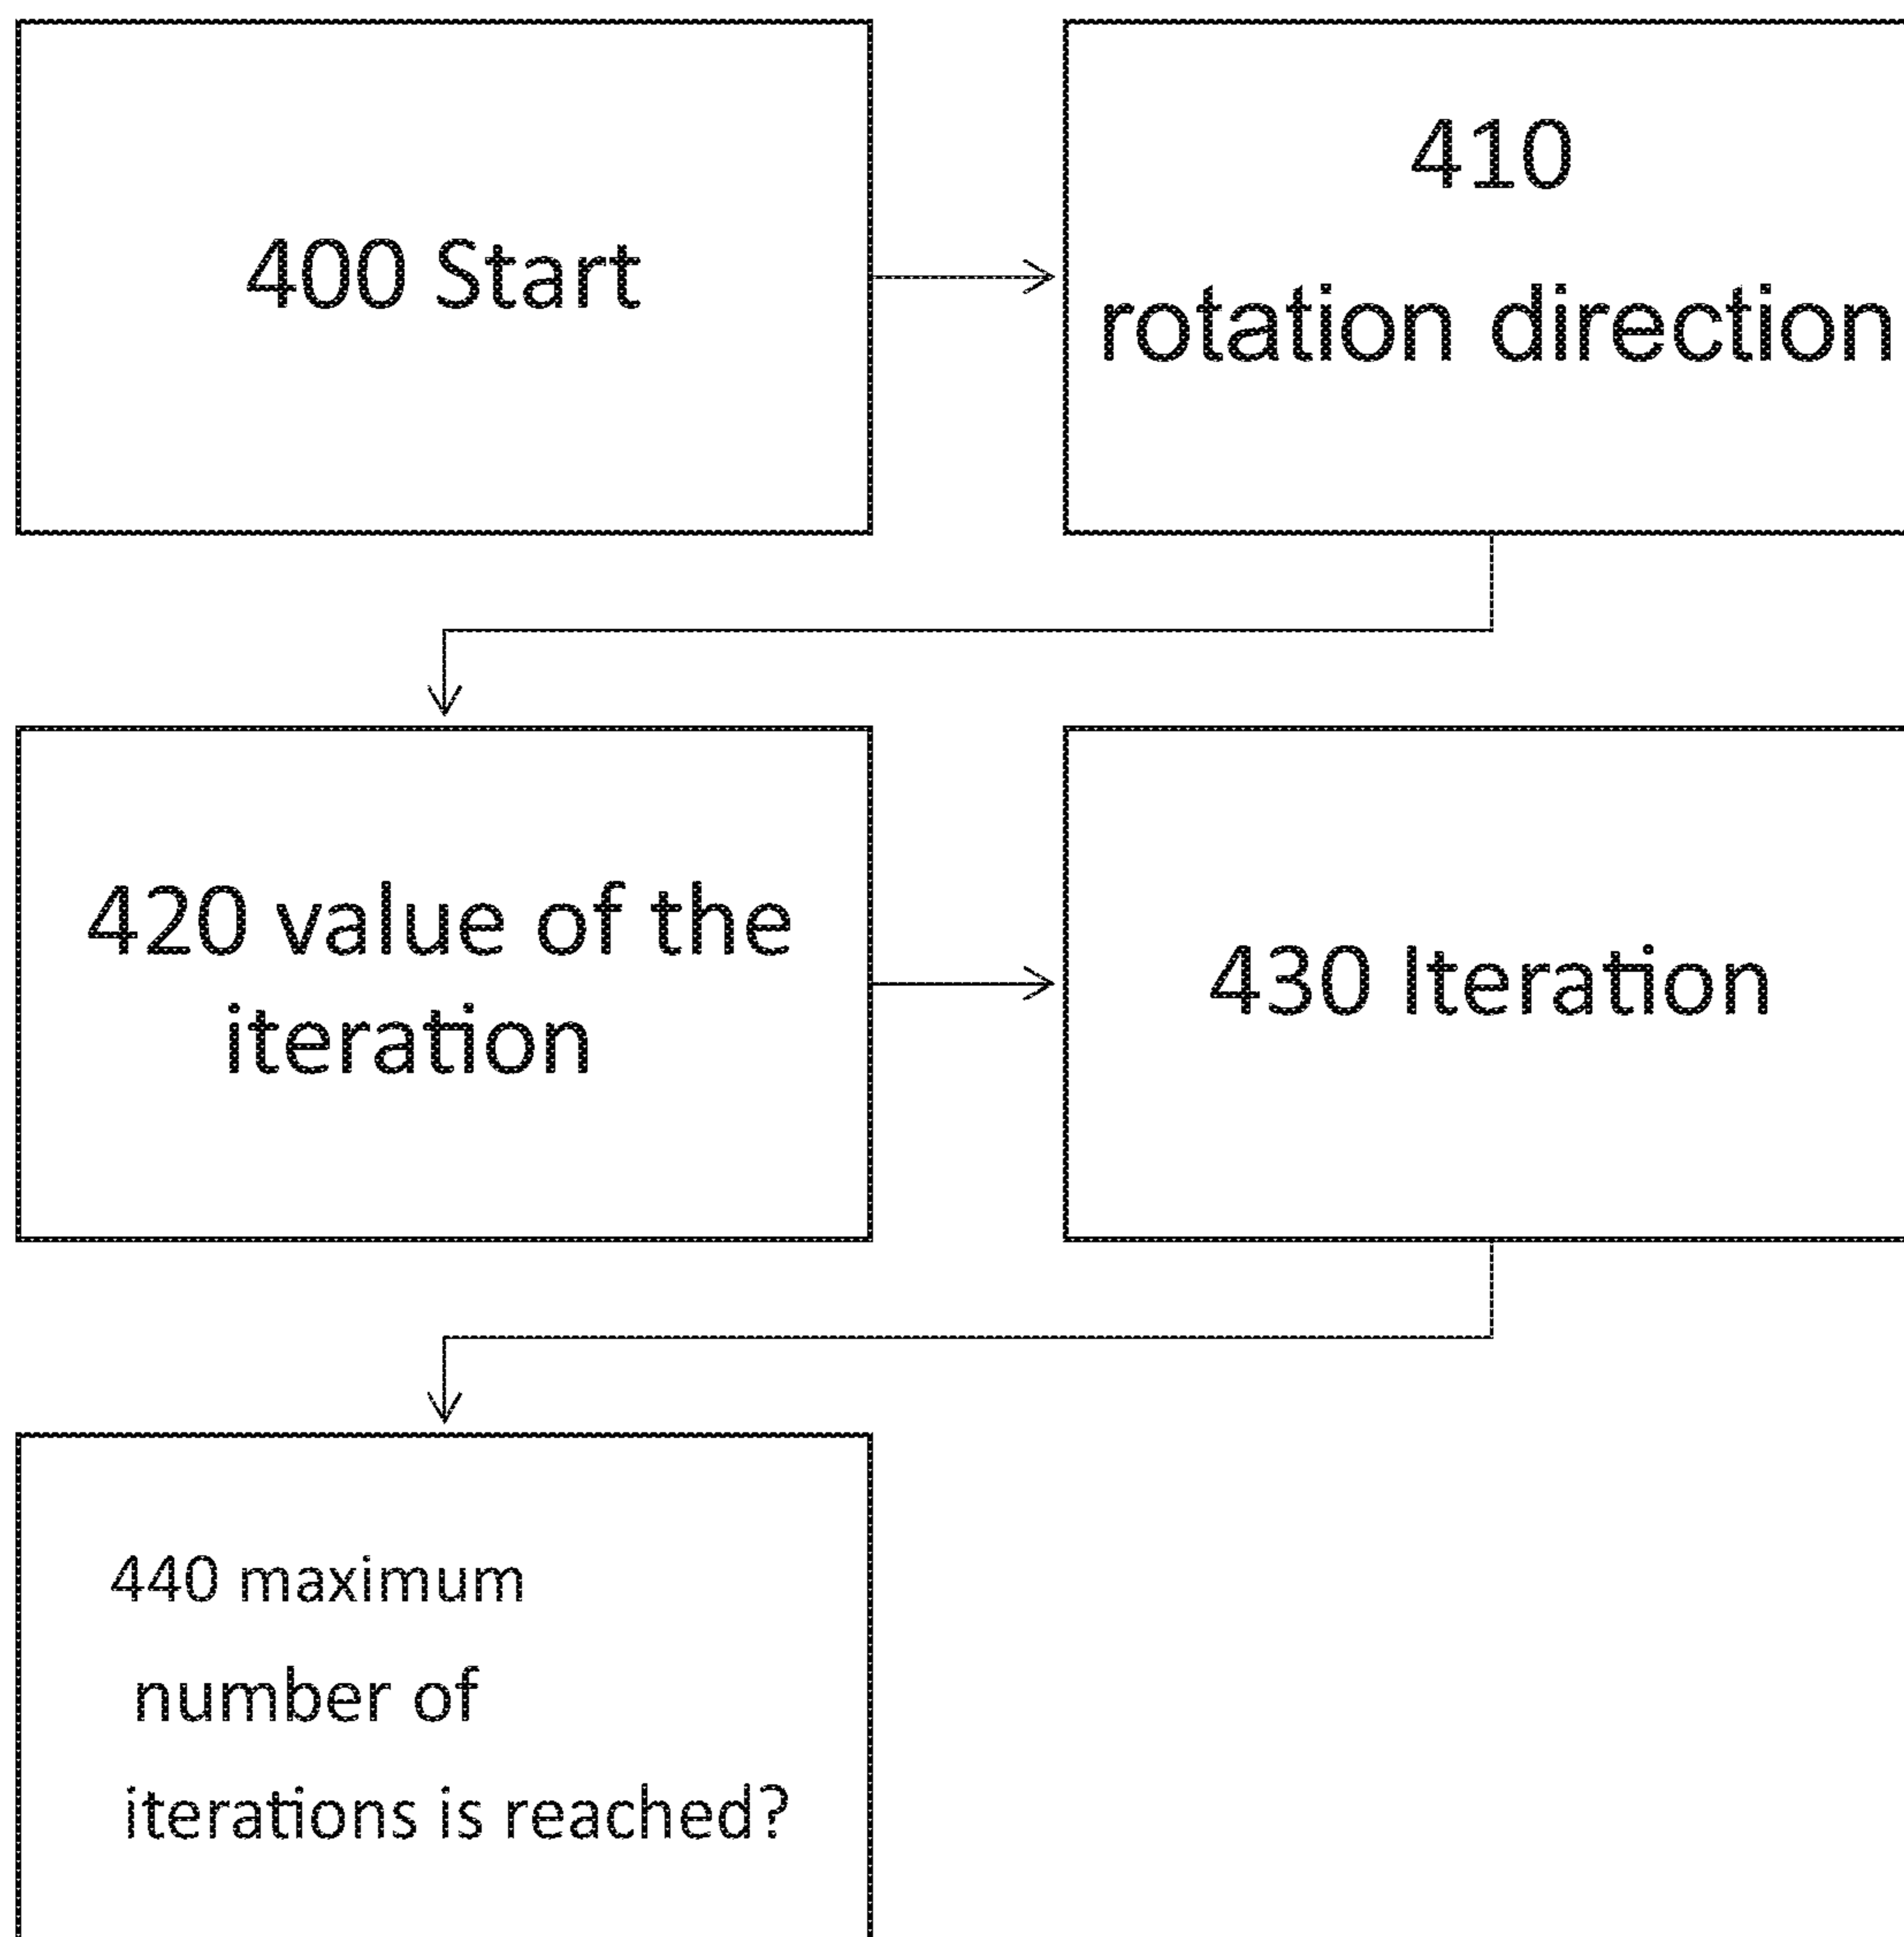 400 Start
410
rotation direction
420 value of the
iteration
430 Iteration
440 maximum
number of
iterations is reached?